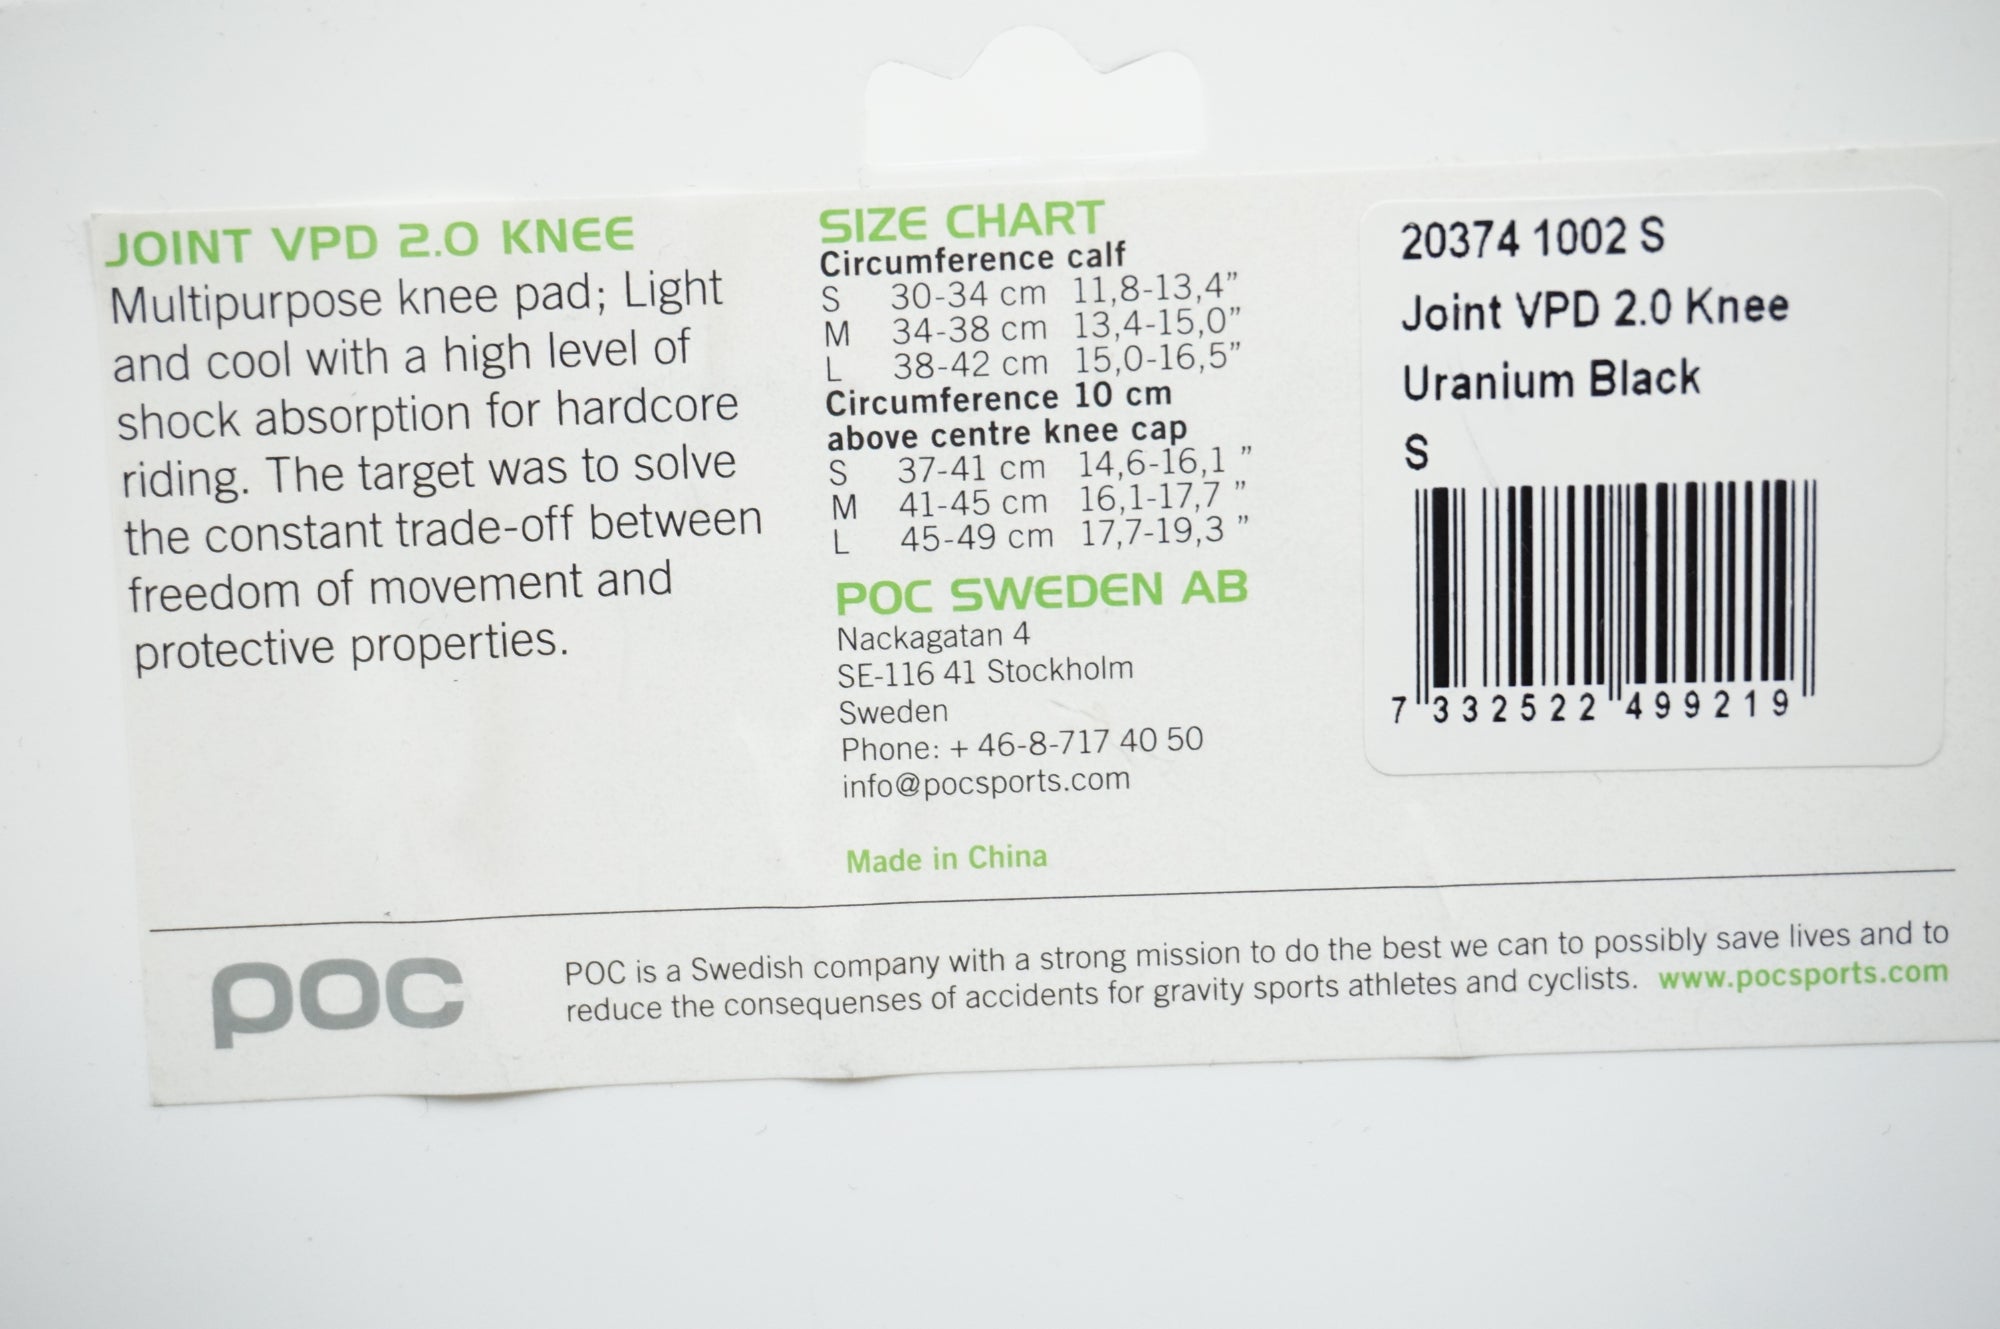 JOINT VPD 2.0 KNEE
Multipurpose knee pad; Light
and cool with a high level of
shock absorption for hardcore
riding. The target was to solve
the constant trade-off between
freedom of movement and
protective properties.
SIZE CHART
Circumference calf
S 30-34 cm 11,8-13,4”
M 34-38 cm 13,4-15,0”
L 38-42 cm 15,0-16,5”
Circumference 10 cm
above centre knee cap
S 37-41 cm 14,6-16,1 ”
M 41-45 cm 16,1-17,7 ”
L 45-49 cm 17,7-19,3 ”
POC SWEDEN AB
Nackagatan 4
SE-116 41 Stockholm
Sweden
Phone: + 46-8-717 40 50
info@pocsports.com
Made in China
20374 1002 S
Joint VPD 2.0 Knee
Uranium Black
S
7 332522 499219
POC
POC is a Swedish company with a strong mission to do the best we can to possibly save lives and to
reduce the consequenses of accidents for gravity sports athletes and cyclists. www.pocsports.com